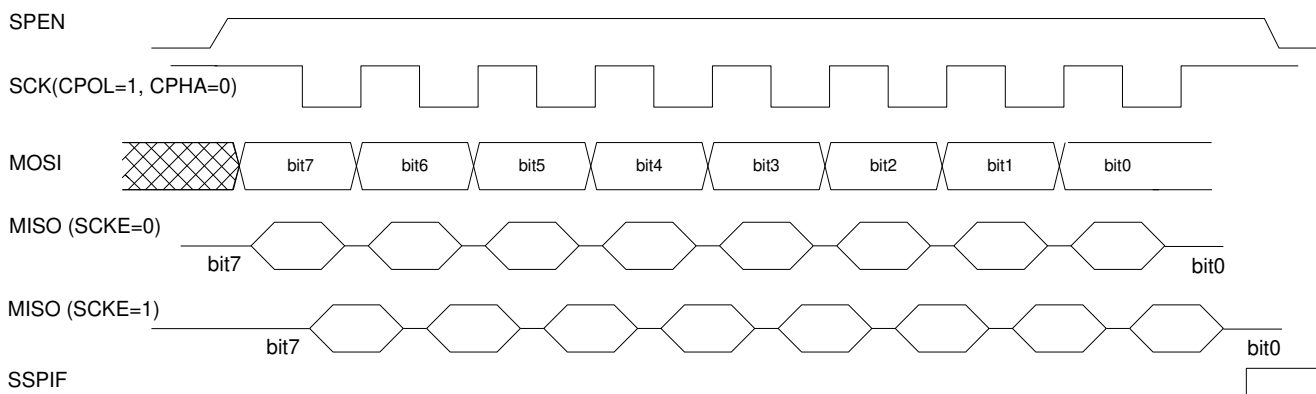 SPEN
SCK(CPOL=1, CPHA=0)
MOSI bit7 bit6 bit5 bit4 bit3 bit2 bit1 bit0
MISO (SCKE=0)
bit7 bit0
MISO (SCKE=1)
bit7 bit0
SSPIF